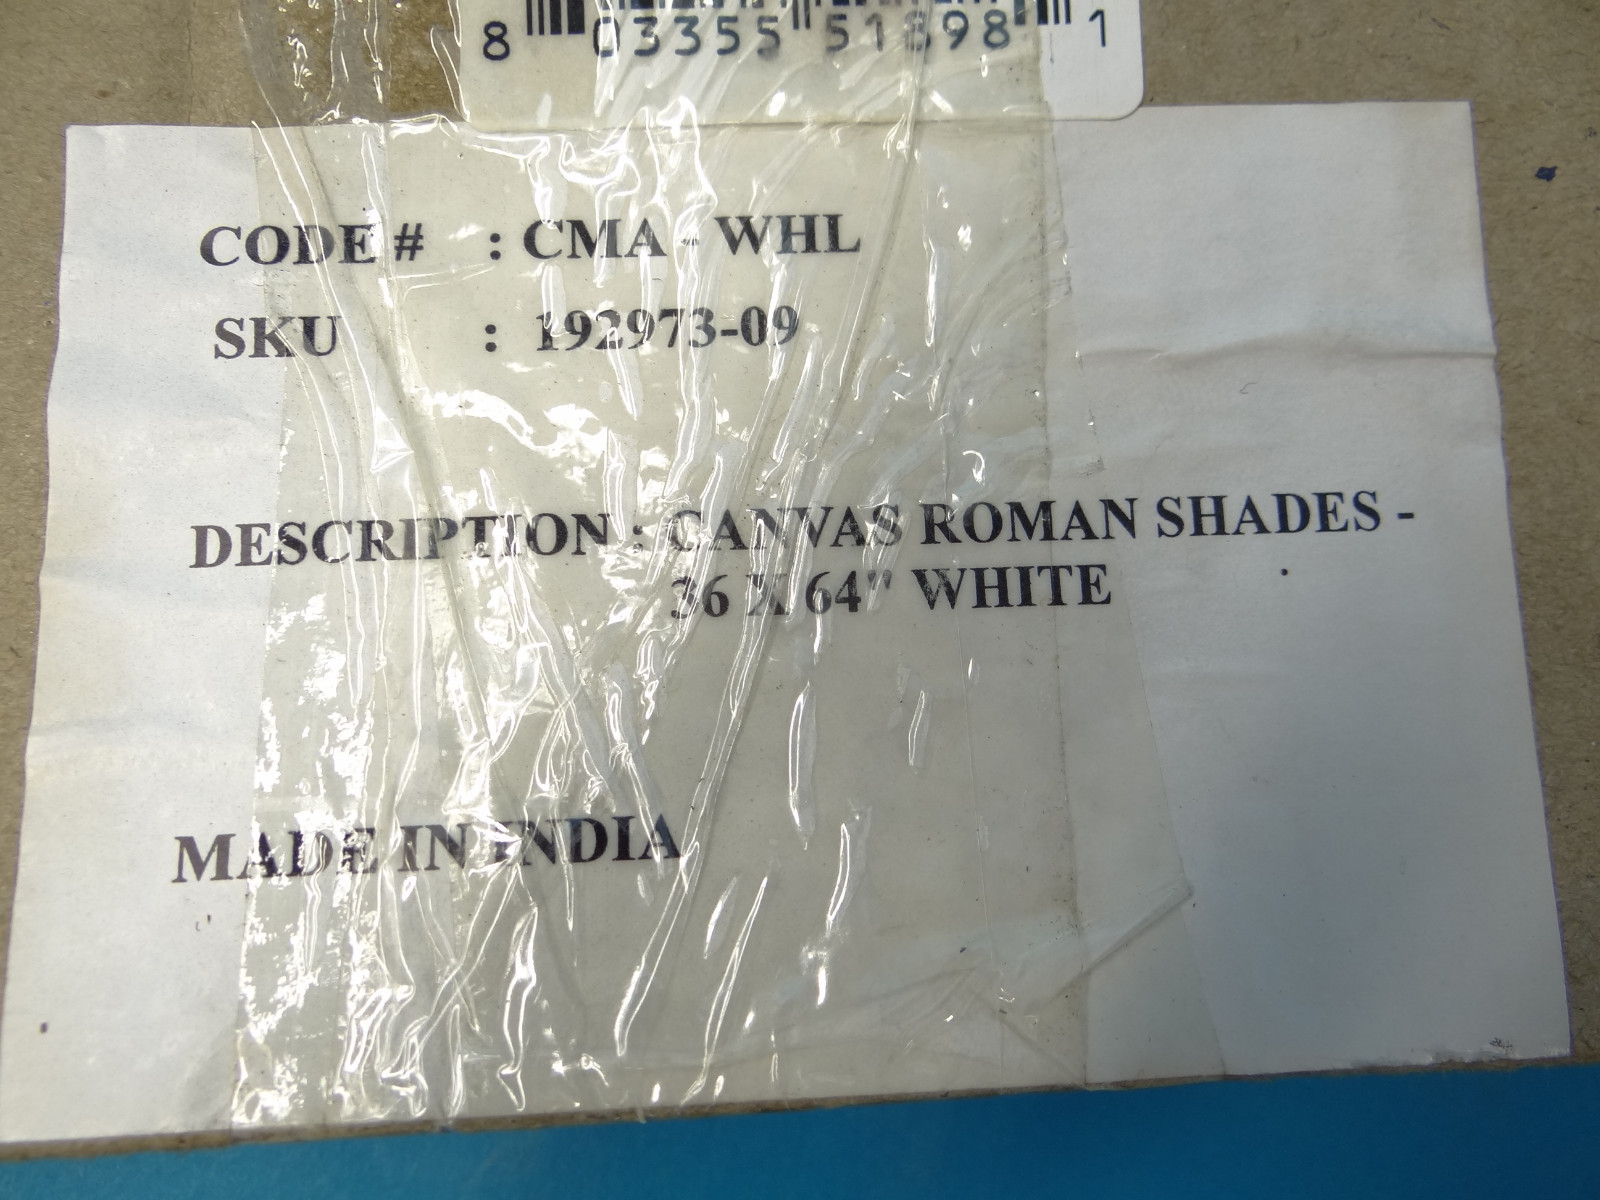 8 03355 51898 1
CODE # : CMA - WHL
SKU : 192973-09
DESCRIPTION : CANVAS ROMAN SHADES -
36 X 64" WHITE
MADE IN INDIA